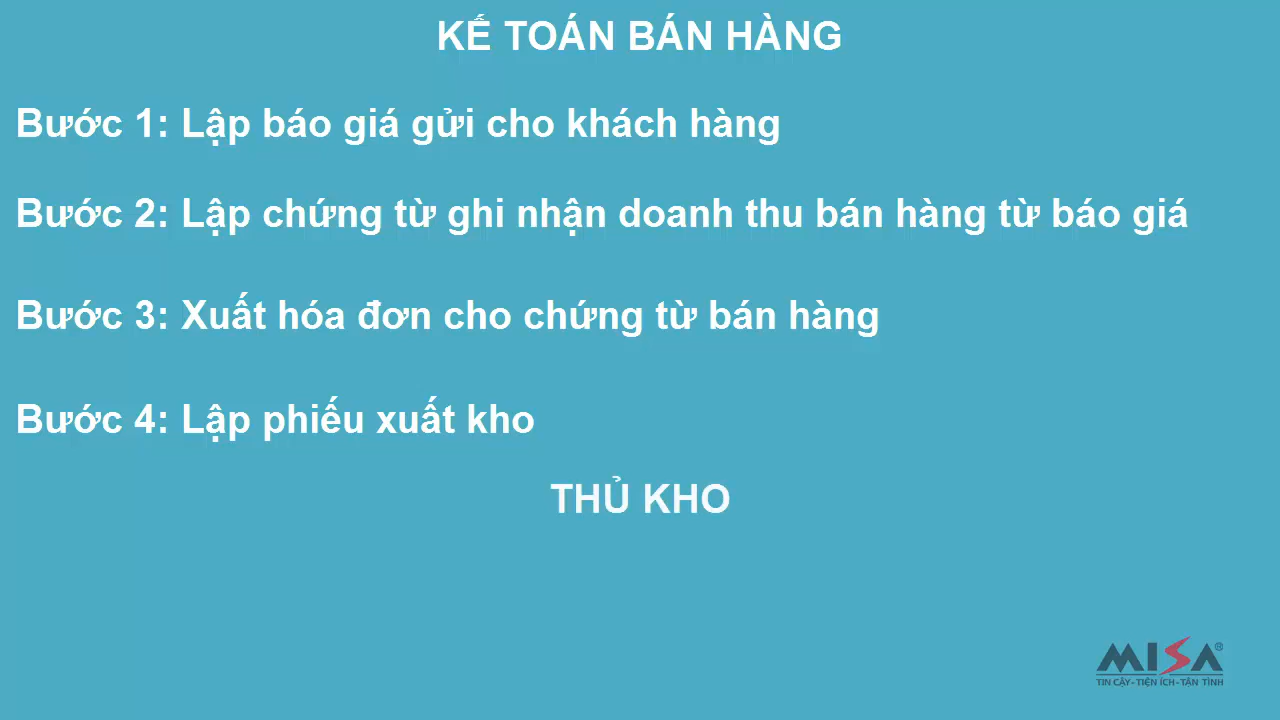 KẾ TOÁN BÁN HÀNG
Bước 1: Lập báo giá gửi cho khách hàng
Bước 2: Lập chứng từ ghi nhận doanh thu bán hàng từ báo giá
Bước 3: Xuất hóa đơn cho chứng từ bán hàng
Bước 4: Lập phiếu xuất kho
THỦ KHO
MISA®
TIN CẬY - TIỆN ÍCH - TẬN TÌNH